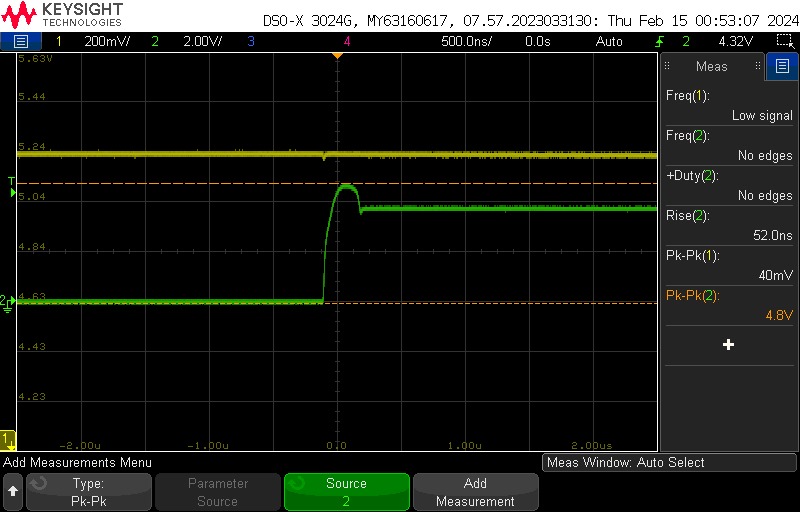 KEYSIGHT
TECHNOLOGIES
DSO-X 3024G, MY63160617, 07.57.2023033130: Thu Feb 15 00:53:07 2024
1 200mV/ 2 2.00V/ 3 4 500.0ns/ 0.0s Auto 2 4.32V
5.63V
5.44
5.24
5.04
4.84
4.63
4.43
4.23
T
2
1
-2.00u -1.00u 0.0 1.00u 2.00us
Meas
Freq(1):
Low signal
Freq(2):
No edges
+Duty(2):
No edges
Rise(2):
52.0ns
Pk-Pk(1):
40mV
Pk-Pk(2):
4.8V
Add Measurements Menu
Meas Window: Auto Select
Type:
Pk-Pk
Parameter
Source
Source
2
Add
Measurement